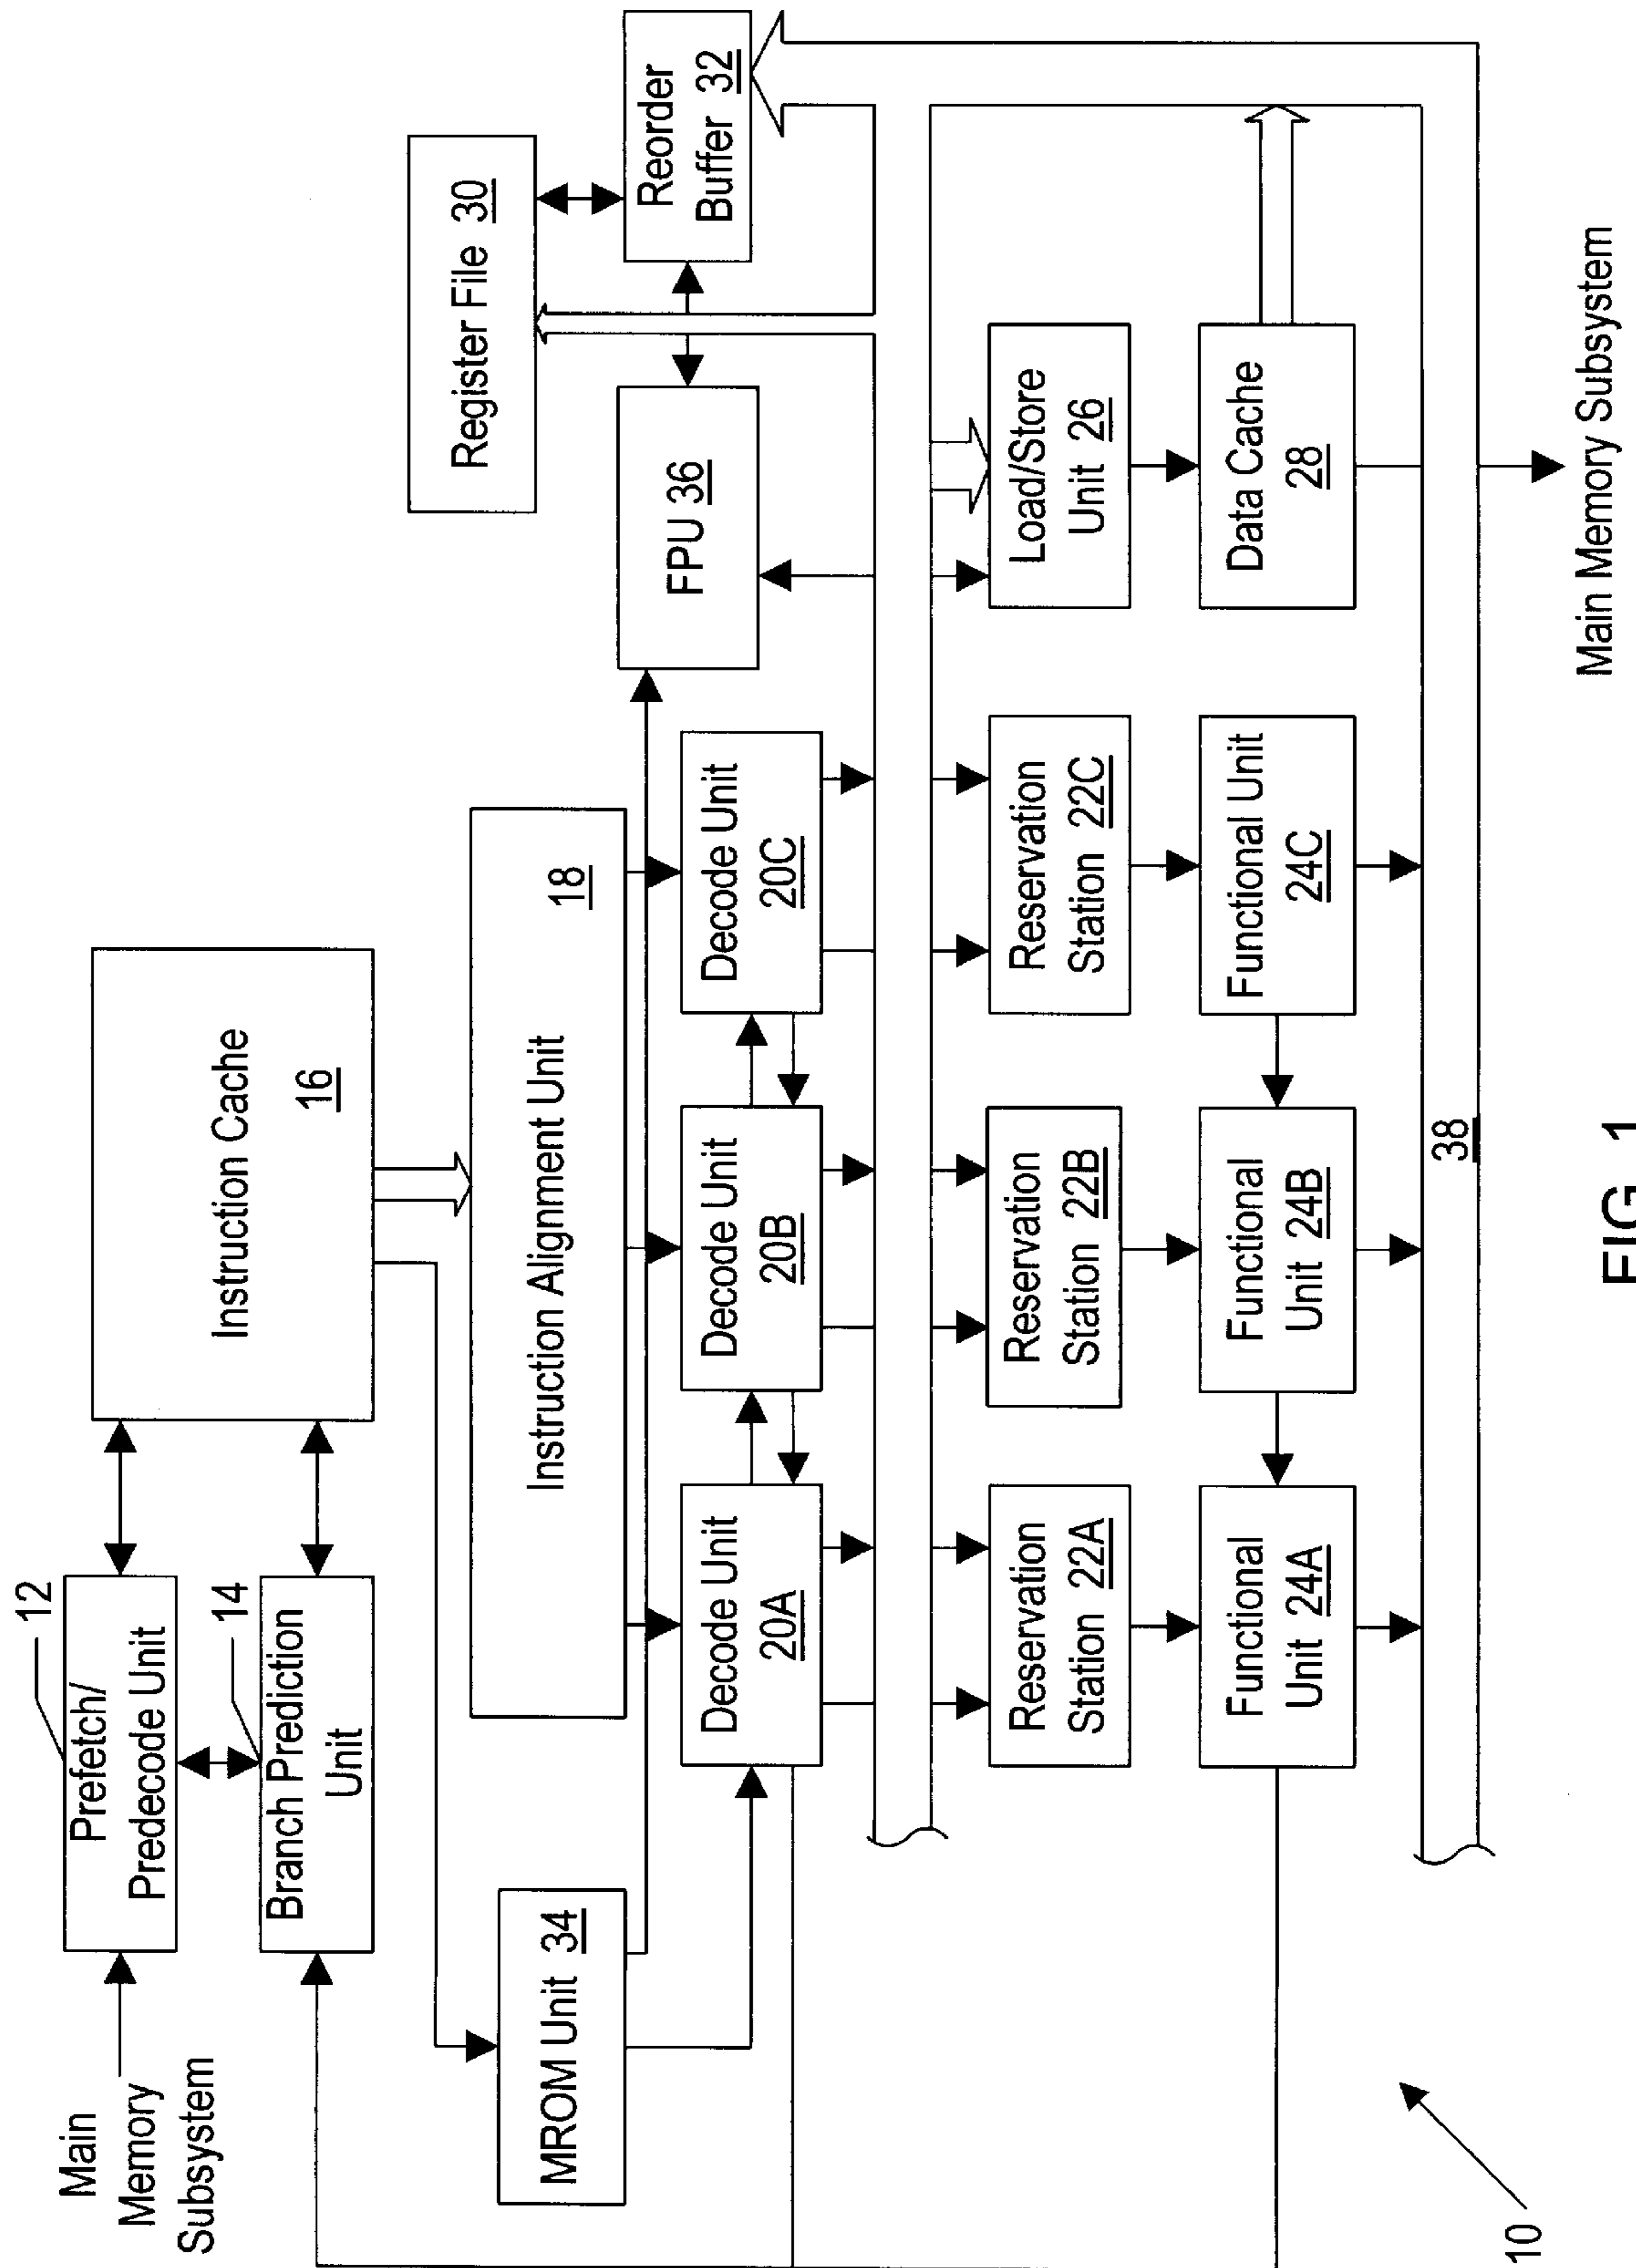 Main
Memory
Subsystem
Prefetch/
Predecode Unit
12
Branch Prediction
Unit
14
Instruction Cache
16
Register File 30
MROM Unit 34
Instruction Alignment Unit
18
FPU 36
Reorder
Buffer 32
Decode Unit
20A
Decode Unit
20B
Decode Unit
20C
Reservation
Station 22A
Reservation
Station 22B
Reservation
Station 22C
Load/Store
Unit 26
Functional
Unit 24A
Functional
Unit 24B
Functional Unit
24C
Data Cache
28
38
Main Memory Subsystem
10
FIG. 1